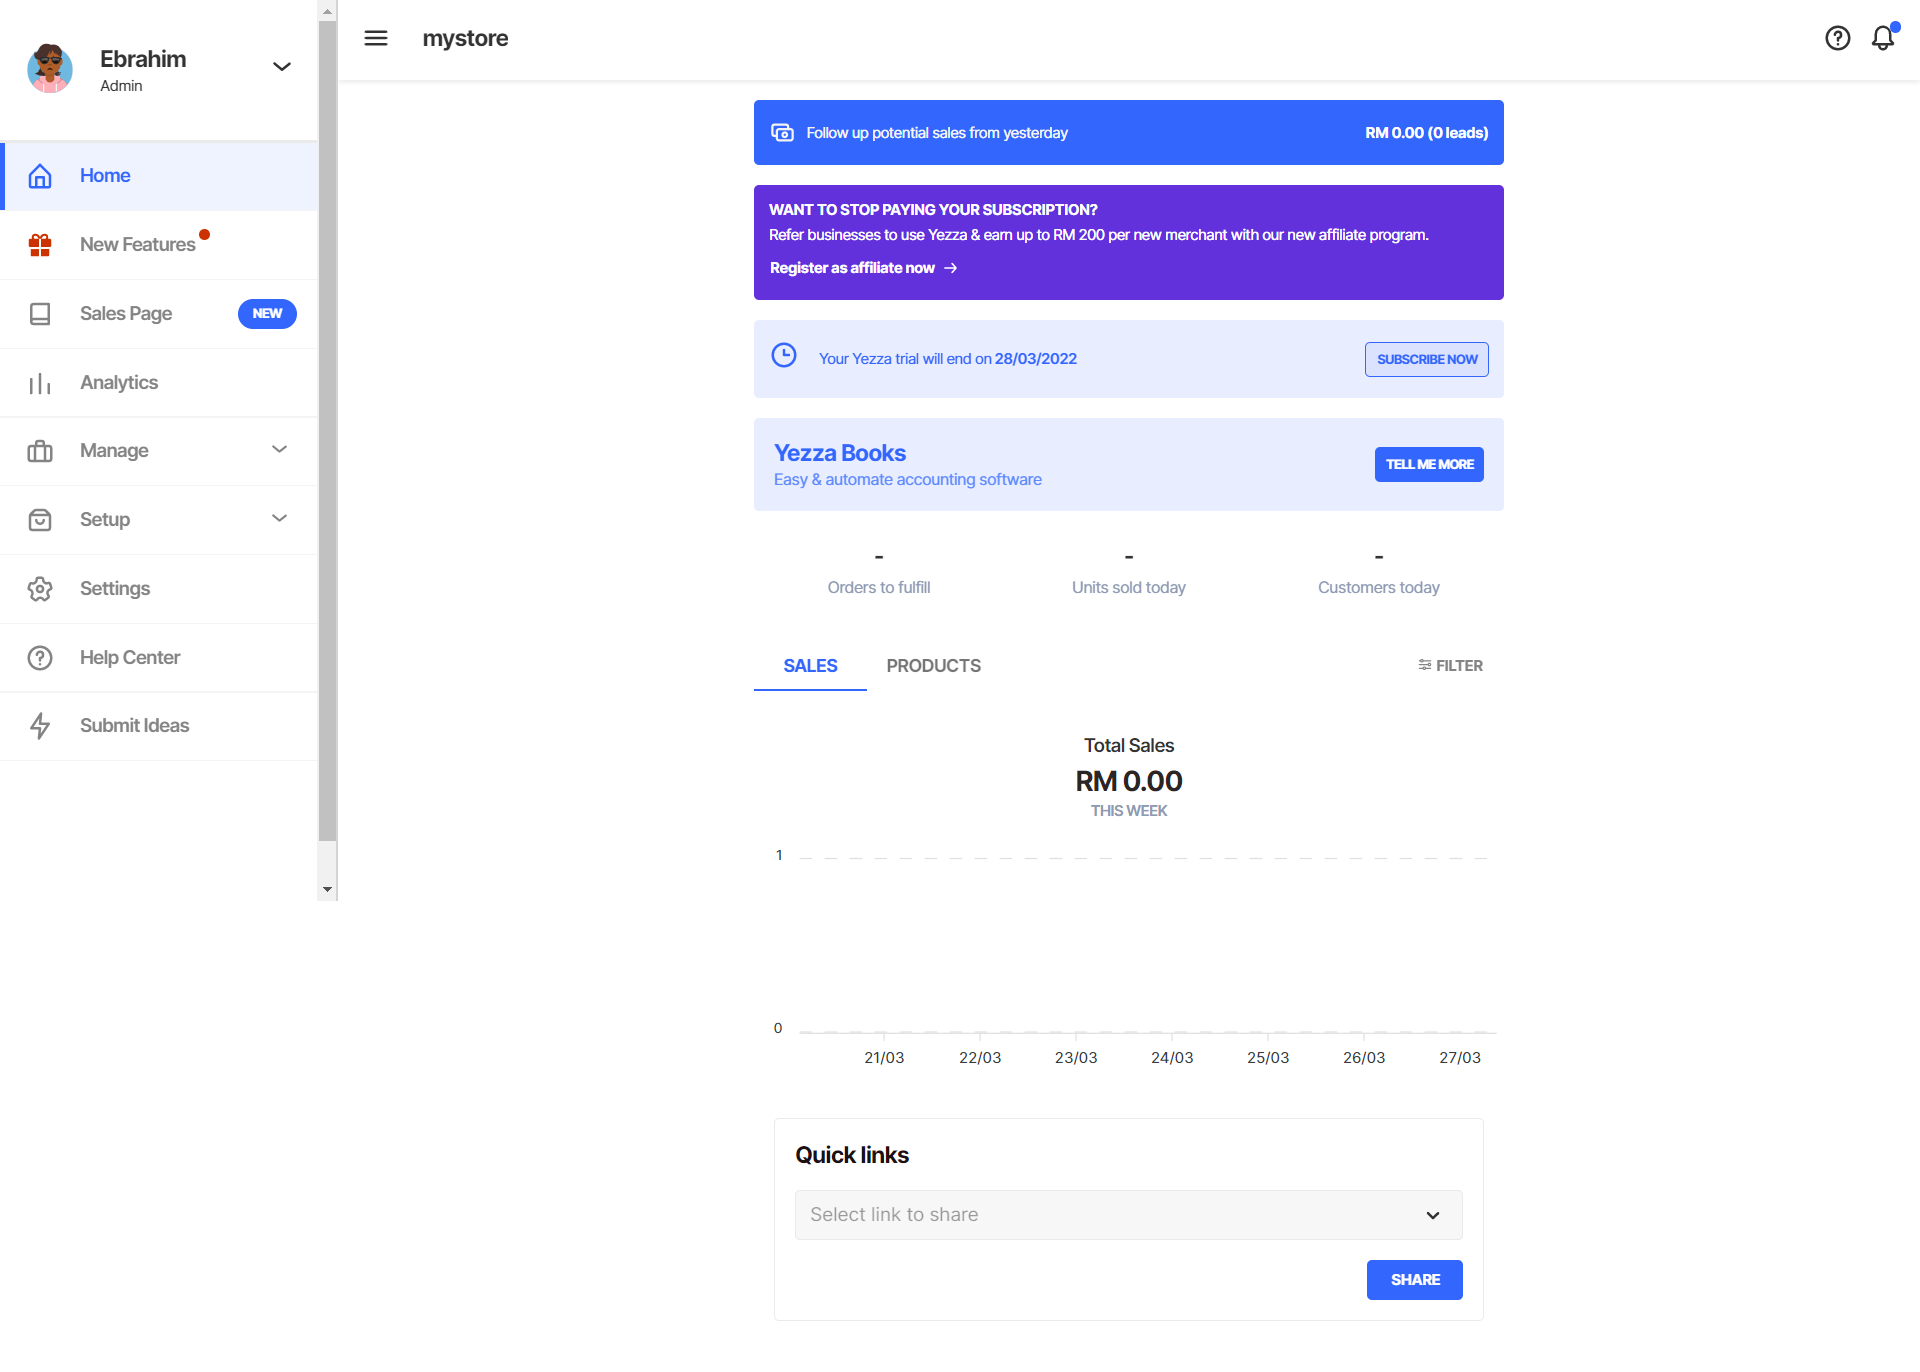 Ebrahim
Admin
Home
New Features
Sales Page
NEW
Analytics
Manage
Setup
Settings
Help Center
Submit Ideas
mystore
Follow up potential sales from yesterday
RM 0.00 (0 leads)
WANT TO STOP PAYING YOUR SUBSCRIPTION?
Refer businesses to use Yezza & earn up to RM 200 per new merchant with our new affiliate program.
Register as affiliate now →
Your Yezza trial will end on 28/03/2022
SUBSCRIBE NOW
Yezza Books
Easy & automate accounting software
TELL ME MORE
- - -
Orders to fulfill
Units sold today
Customers today
SALES
PRODUCTS
FILTER
Total Sales
RM 0.00
THIS WEEK
1
0
21/03 22/03 23/03 24/03 25/03 26/03 27/03
Quick links
Select link to share
SHARE